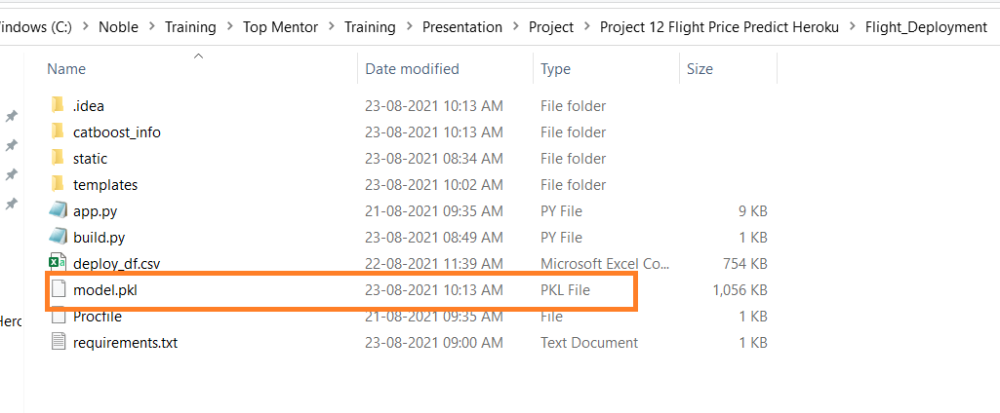 indows (C:) > Noble > Training > Top Mentor > Training > Presentation > Project > Project 12 Flight Price Predict Heroku > Flight_Deployment
Name Date modified Type Size
.idea 23-08-2021 10:13 AM File folder
catboost_info 23-08-2021 10:13 AM File folder
static 23-08-2021 08:34 AM File folder
templates 23-08-2021 10:02 AM File folder
app.py 21-08-2021 09:35 AM PY File 9 KB
build.py 23-08-2021 08:49 AM PY File 1 KB
deploy_df.csv 22-08-2021 11:39 AM Microsoft Excel Co... 754 KB
model.pkl 23-08-2021 10:13 AM PKL File 1,056 KB
Procfile 21-08-2021 09:35 AM File 1 KB
Herc
requirements.txt 23-08-2021 09:00 AM Text Document 1 KB